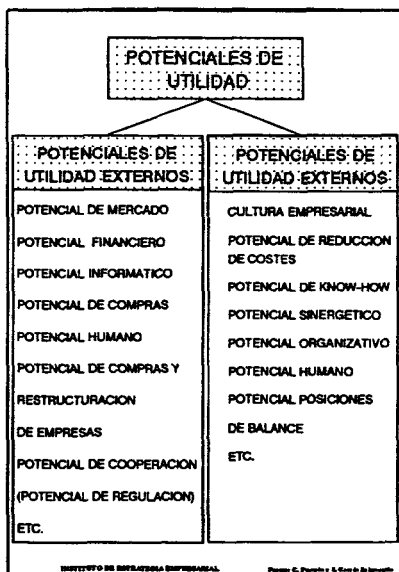 POTENCIALES DE
UTILIDAD
POTENCIALES DE
UTILIDAD EXTERNOS
POTENCIAL DE MERCADO
POTENCIAL FINANCIERO
POTENCIAL INFORMATICO
POTENCIAL DE COMPRAS
POTENCIAL HUMANO
POTENCIAL DE COMPRAS Y
RESTRUCTURACION
DE EMPRESAS
POTENCIAL DE COOPERACION
(POTENCIAL DE REGULACION)
ETC.
POTENCIALES DE
UTILIDAD EXTERNOS
CULTURA EMPRESARIAL
POTENCIAL DE REDUCCION
DE COSTES
POTENCIAL DE KNOW-HOW
POTENCIAL SINERGETICO
POTENCIAL ORGANIZATIVO
POTENCIAL HUMANO
POTENCIAL POSICIONES
DE BALANCE
ETC.
INSTITUTO DE ESTRATEGIA EMPRESARIAL